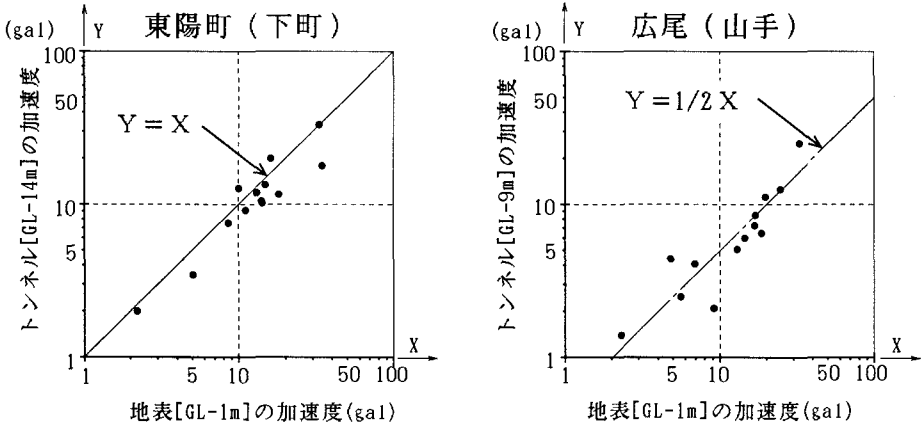 東陽町(下町)
(gal) Y
100
50
10
5
1
トンネル[GL-14m]の加速度
Y=X
1 5 10 50 100
X
地表[GL-1m]の加速度(gal)
広尾(山手)
(gal) Y
100
50
10
5
1
トンネル[GL-9m]の加速度
Y=1/2X
1 5 10 50 100
X
地表[GL-1m]の加速度(gal)